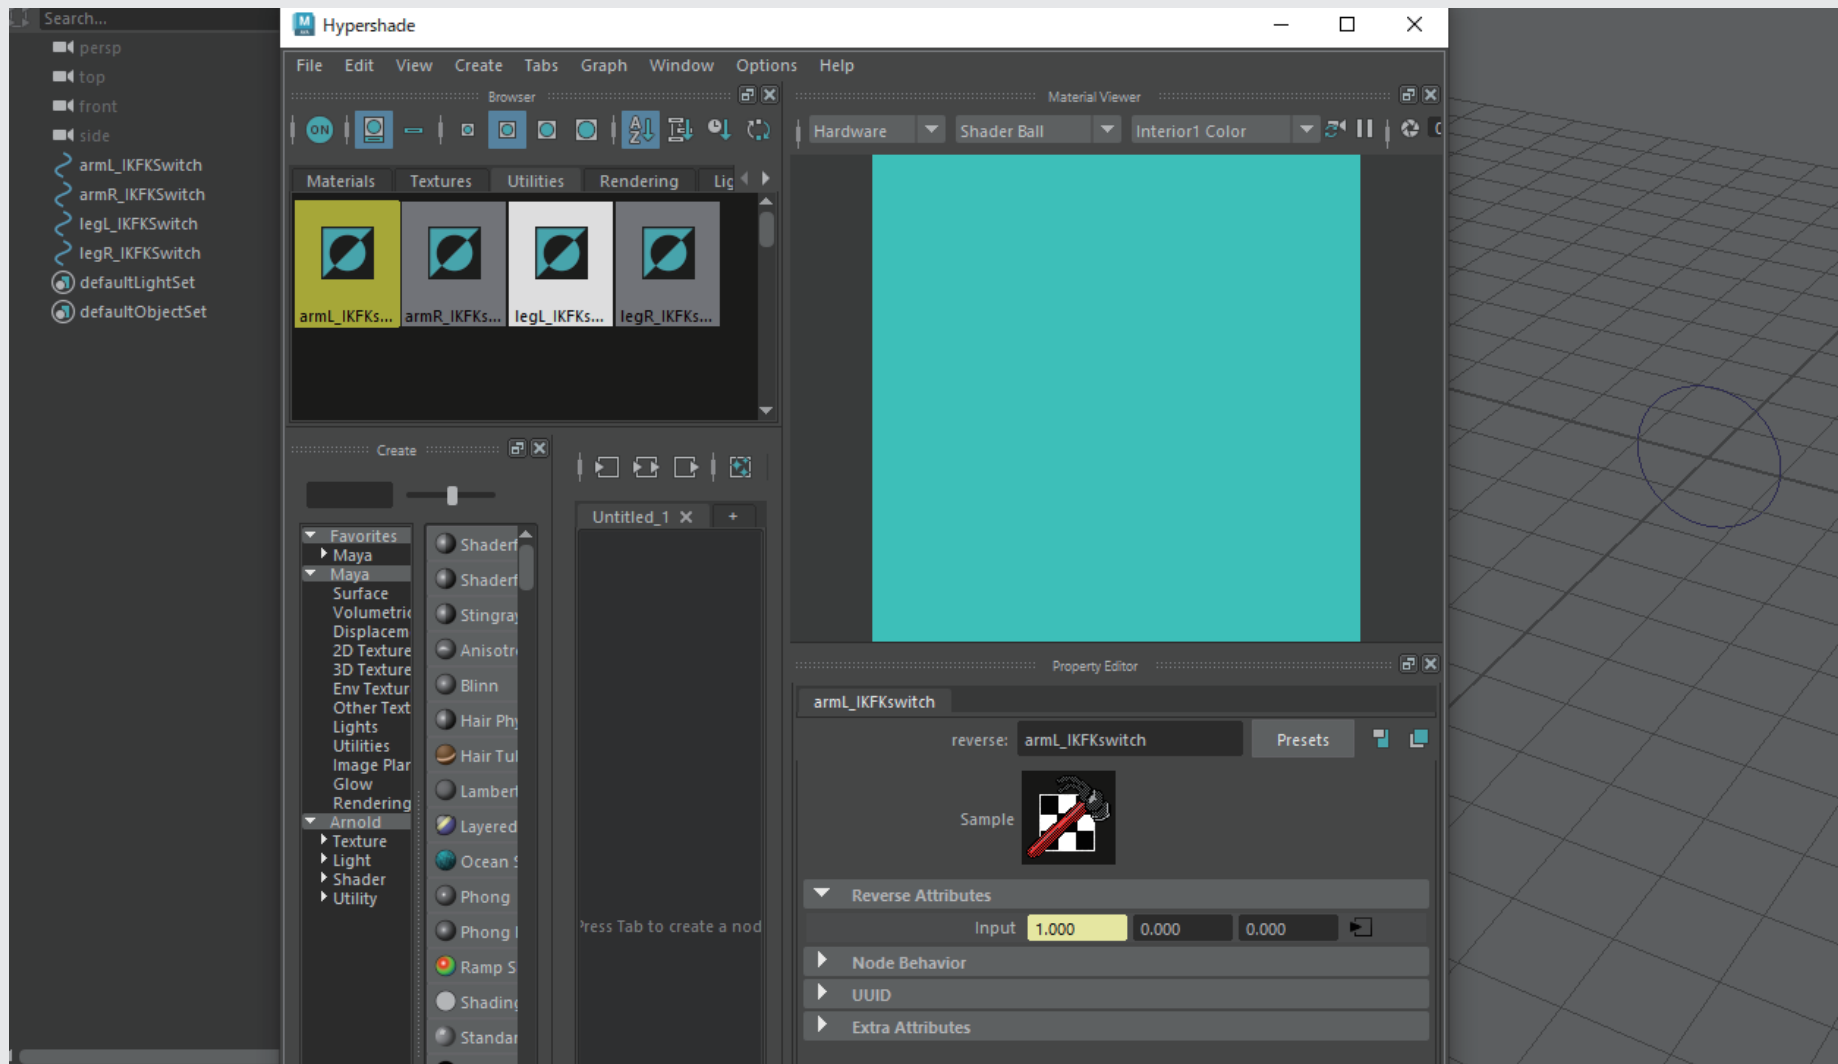 Search...
persp
top
front
side
armL_IKFKSwitch
armR_IKFKSwitch
legL_IKFKSwitch
legR_IKFKSwitch
defaultLightSet
defaultObjectSet
Hypershade
File Edit View Create Tabs Graph Window Options Help
Browser
ON
Materials Textures Utilities Rendering Lig
armL_IKFKs... armR_IKFKs... legL_IKFKs... legR_IKFKs...
Material Viewer
Hardware Shader Ball Interior1 Color
Create
Favorites
Maya
Maya
Surface
Volumetric
Displacem
2D Texture
3D Texture
Env Textur
Other Text
Lights
Utilities
Image Plan
Glow
Rendering
Arnold
Texture
Light
Shader
Utility
Shaderf
Shaderf
Stingray
Anisotr
Blinn
Hair Phy
Hair Tul
Lambert
Layered
Ocean S
Phong
Phong
Ramp S
Shading
Standar
Untitled_1 +
Press Tab to create a nod
Property Editor
armL_IKFKswitch
reverse: armL_IKFKswitch Presets
Sample
Reverse Attributes
Input 1.000 0.000 0.000
Node Behavior
UUID
Extra Attributes